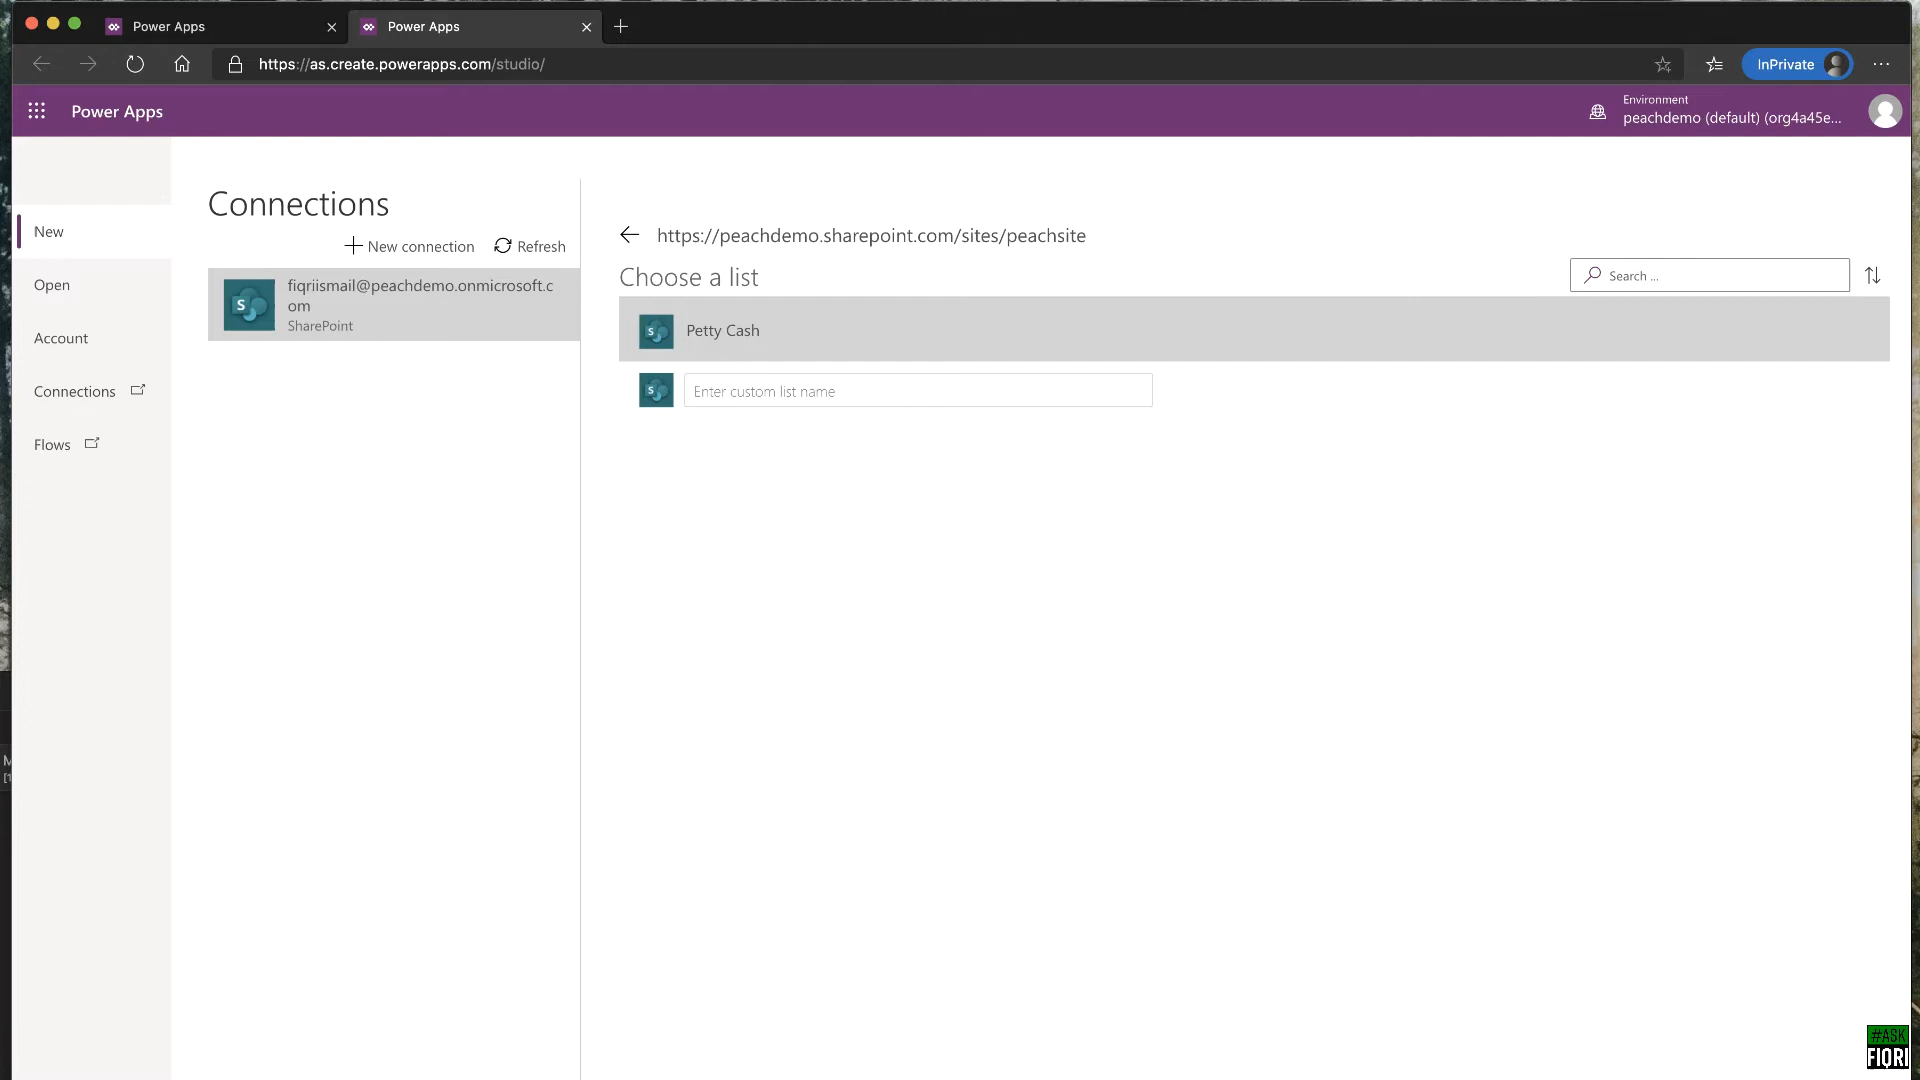 Power Apps
Power Apps
https://as.create.powerapps.com/studio/
InPrivate
Power Apps
Environment
peachdemo (default) (org4a45e...
New
Open
Account
Connections
Flows
Connections
New connection
Refresh
fiqriismail@peachdemo.onmicrosoft.c
om
SharePoint
https://peachdemo.sharepoint.com/sites/peachsite
Choose a list
Search ...
Petty Cash
Enter custom list name
#ASK
FIQRI